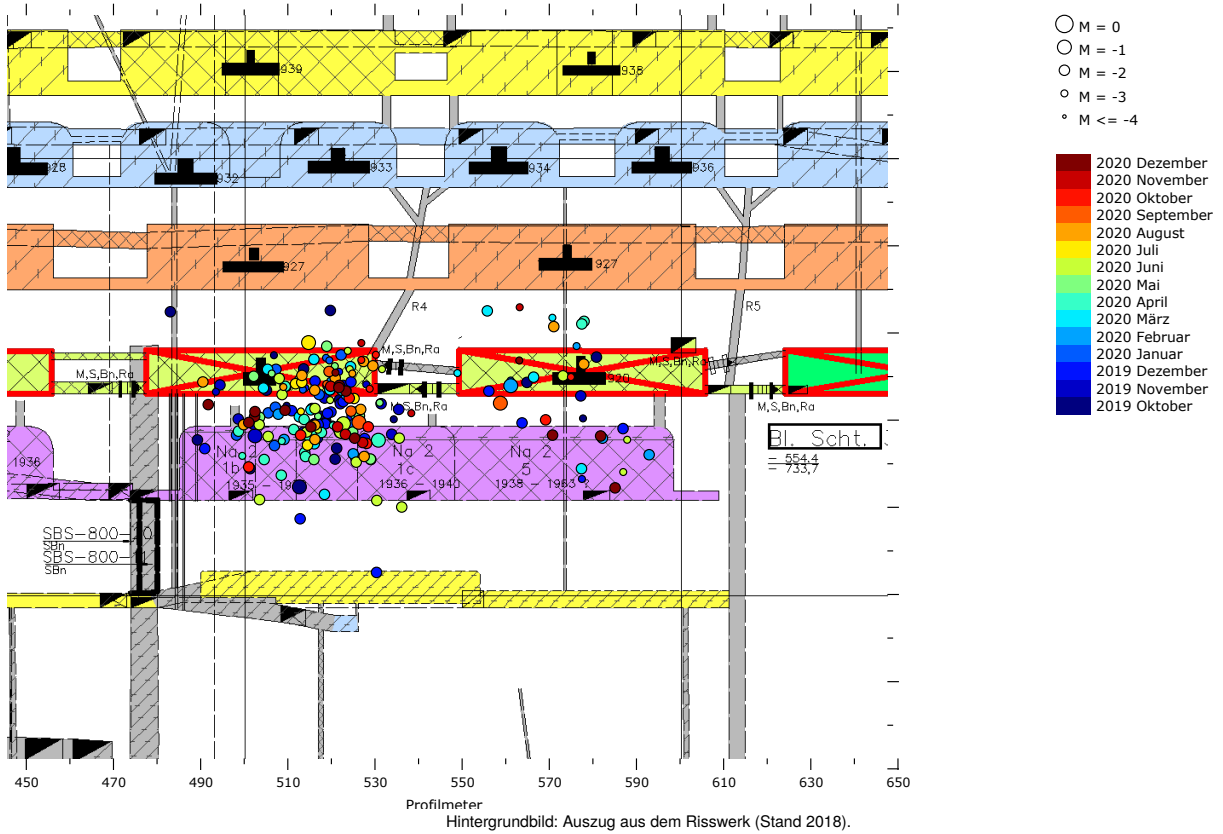 939
938
928
932
933
934
936
927
927
R4
R5
M,S,Bn,Ra
M,S,Bn,Ra
M,S,Bn,Ra
M,S,Bn,Ra
M,S,Bn,Ra
920
Bl. Scht.
- 554,4
- 733,7
1936
Na 2
1b
1935 - 19
Na 2
1c
1936 - 1940
Na 2
5
1938 - 1963 ?
SBS-800-
SBn
SBS-800-
SBn
450 470 490 510 530 550 570 590 610 630 650
Profilmeter
Hintergrundbild: Auszug aus dem Risswerk (Stand 2018).
M = 0
M = -1
M = -2
M = -3
M <= -4
2020 Dezember
2020 November
2020 Oktober
2020 September
2020 August
2020 Juli
2020 Juni
2020 Mai
2020 April
2020 März
2020 Februar
2020 Januar
2019 Dezember
2019 November
2019 Oktober